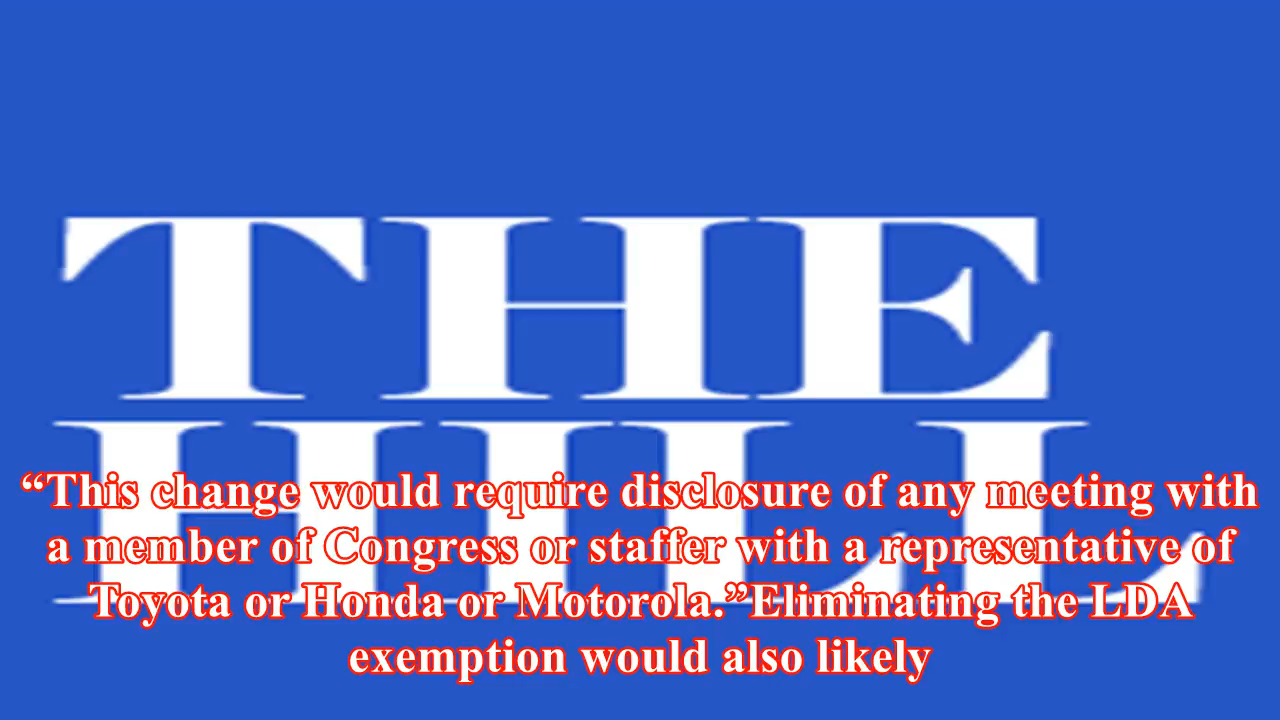 THE
HILL
“This change would require disclosure of any meeting with
a member of Congress or staffer with a representative of
Toyota or Honda or Motorola.”Eliminating the LDA
exemption would also likely